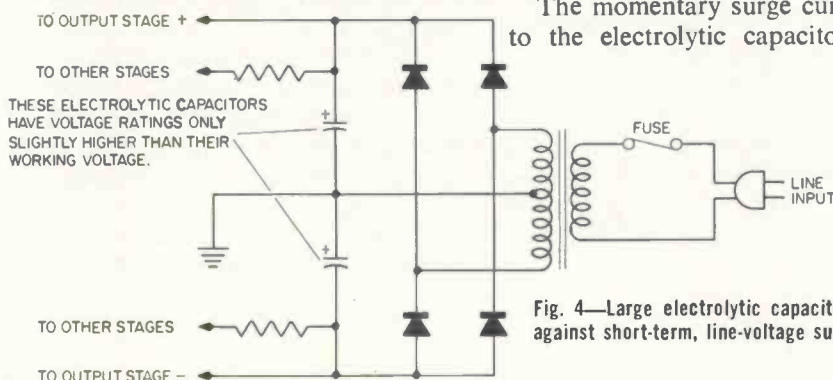 The momentary surge cur
to the electrolytic capacito
TO OUTPUT STAGE +
TO OTHER STAGES
THESE ELECTROLYTIC CAPACITORS
HAVE VOLTAGE RATINGS ONLY
SLIGHTLY HIGHER THAN THEIR
WORKING VOLTAGE.
+
FUSE
LINE
INPUT
+
TO OTHER STAGES
TO OUTPUT STAGE –
Fig. 4—Large electrolytic capacit
against short-term, line-voltage su